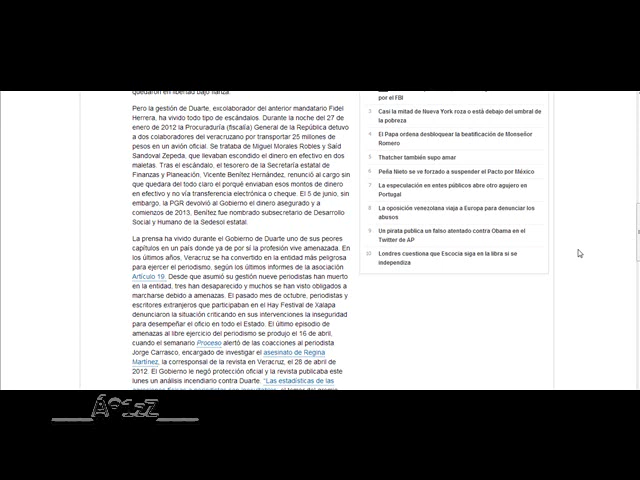 quedaron en libertad bajo fianza
Pero la gestión de Duarte, excolaborador del anterior mandatario Fidel
Herrera, ha vivido todo tipo de escándalos. Durante la noche del 27 de
enero de 2012 la Procuraduría (fiscalía) General de la República detuvo
a dos colaboradores del veracruzano por transportar 25 millones de
pesos en un avión oficial. Se trataba de Miguel Morales Robles y Saíd
Sandoval Zepeda, que llevaban escondido el dinero en efectivo en dos
maletas. Tras el escándalo, el tesorero de la Secretaría estatal de
Finanzas y Planeación, Vicente Benítez Hernández, renunció al cargo sin
que quedara del todo claro el porqué enviaban esos montos de dinero
en efectivo y no vía transferencia electrónica o cheque. El 5 de junio, sin
embargo, la PGR devolvió al Gobierno el dinero asegurado y a
comienzos de 2013, Benítez fue nombrado subsecretario de Desarrollo
Social y Humano de la Sedesol estatal.
La prensa ha vivido durante el Gobierno de Duarte uno de sus peores
capítulos en un país donde ya de por sí la profesión vive amenazada. En
los últimos años, Veracruz se ha convertido en la entidad más peligrosa
para ejercer el periodismo, según los últimos informes de la asociación
Artículo 19. Desde que asumió su gestión nueve periodistas han muerto
en la entidad, tres han desaparecido y muchos se han visto obligados a
marcharse debido a amenazas. El pasado mes de octubre, periodistas y
escritores extranjeros que participaban en el Hay Festival de Xalapa
denunciaron la situación criticando en sus intervenciones la inseguridad
para desempeñar el oficio en todo el Estado. El último episodio de
amenazas al libre ejercicio del periodismo se produjo el 16 de abril,
cuando el semanario Proceso alertó de las coacciones al periodista
Jorge Carrasco, encargado de investigar el asesinato de Regina
Martínez, la corresponsal de la revista en Veracruz, el 28 de abril de
2012. El Gobierno le negó protección oficial y la revista publicaba este
lunes un análisis incendiario contra Duarte. "Las estadísticas de las
por el FBI
3 Casi la mitad de Nueva York roza o está debajo del umbral de
la pobreza
4 El Papa ordena desbloquear la beatificación de Monseñor
Romero
5 Thatcher también supo amar
6 Peña Nieto se ve forzado a suspender el Pacto por México
7 La especulación en entes públicos abre otro agujero en
Portugal
8 La oposición venezolana viaja a Europa para denunciar los
abusos
9 Un pirata publica un falso atentado contra Obama en el
Twitter de AP
10 Londres cuestiona que Escocia siga en la libra si se
independiza